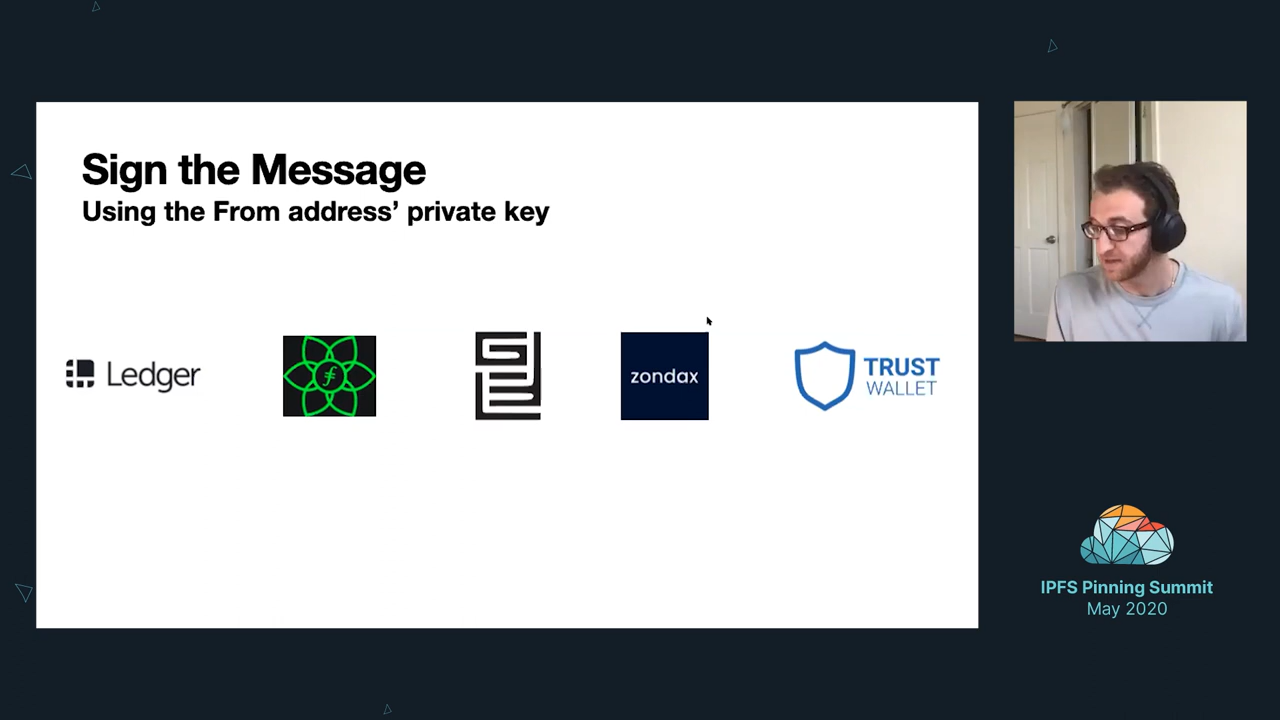 Sign the Message
Using the From address’ private key
Ledger
zondax
TRUST
WALLET
IPFS Pinning Summit
May 2020